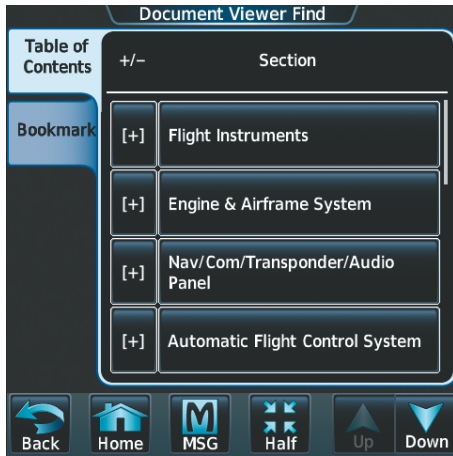 Document Viewer Find
Table of
Contents
+/–
Section
Bookmark
[+]
Flight Instruments
[+]
Engine & Airframe System
[+]
Nav/Com/Transponder/Audio
Panel
[+]
Automatic Flight Control System
Back
Home
MSG
Half
Up
Down